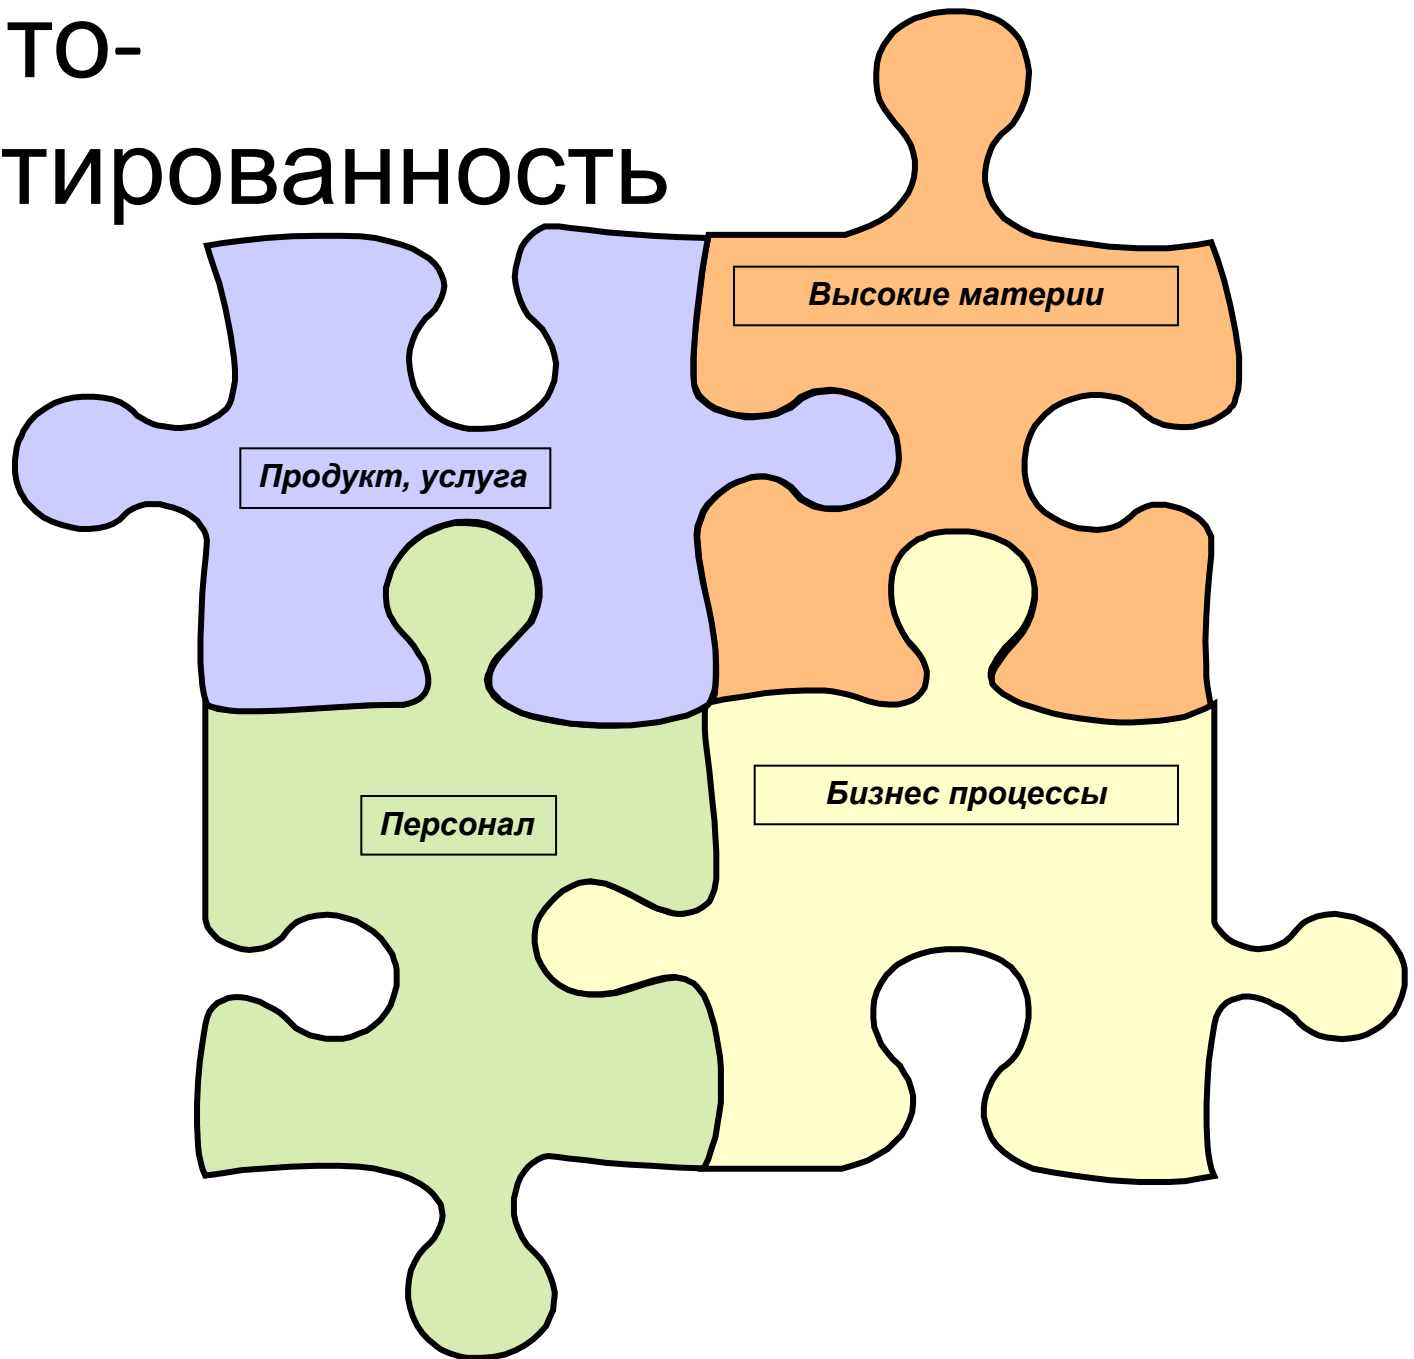 то-
тированность
Высокие материи
Продукт, услуга
Бизнес процессы
Персонал